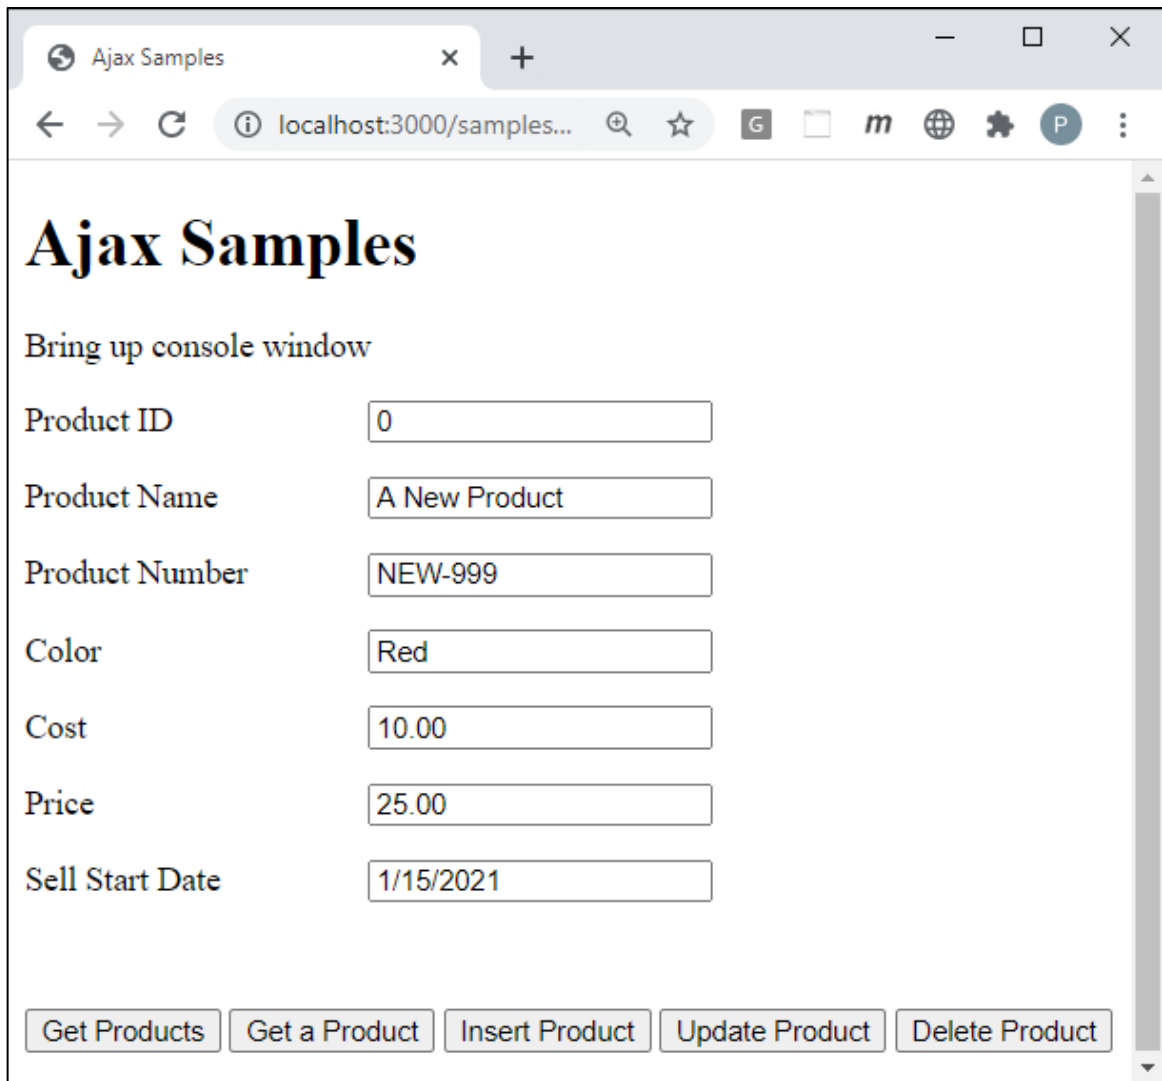 Ajax Samples
localhost:3000/samples... G m P
Ajax Samples
Bring up console window
Product ID 0
Product Name A New Product
Product Number NEW-999
Color Red
Cost 10.00
Price 25.00
Sell Start Date 1/15/2021
Get Products Get a Product Insert Product Update Product Delete Product